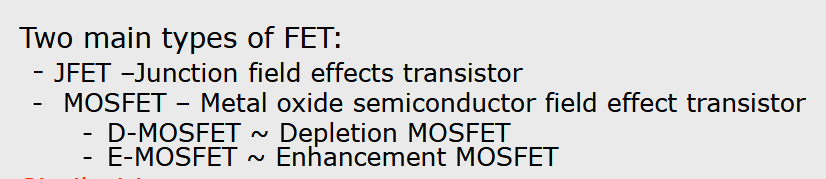 Two main types of FET:
- JFET –Junction field effects transistor
- MOSFET – Metal oxide semiconductor field effect transistor
- D-MOSFET ~ Depletion MOSFET
- E-MOSFET ~ Enhancement MOSFET